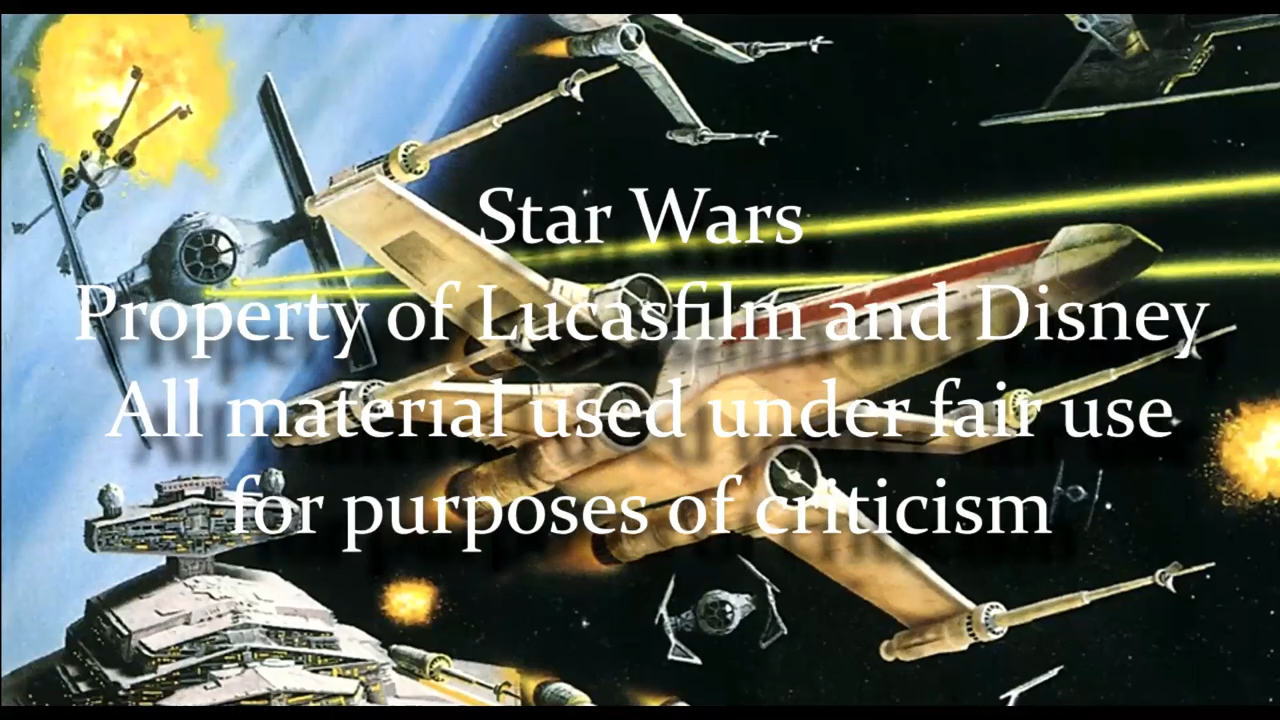 Star Wars
Property of Lucasfilm and Disney
All material used under fair use
for purposes of criticism